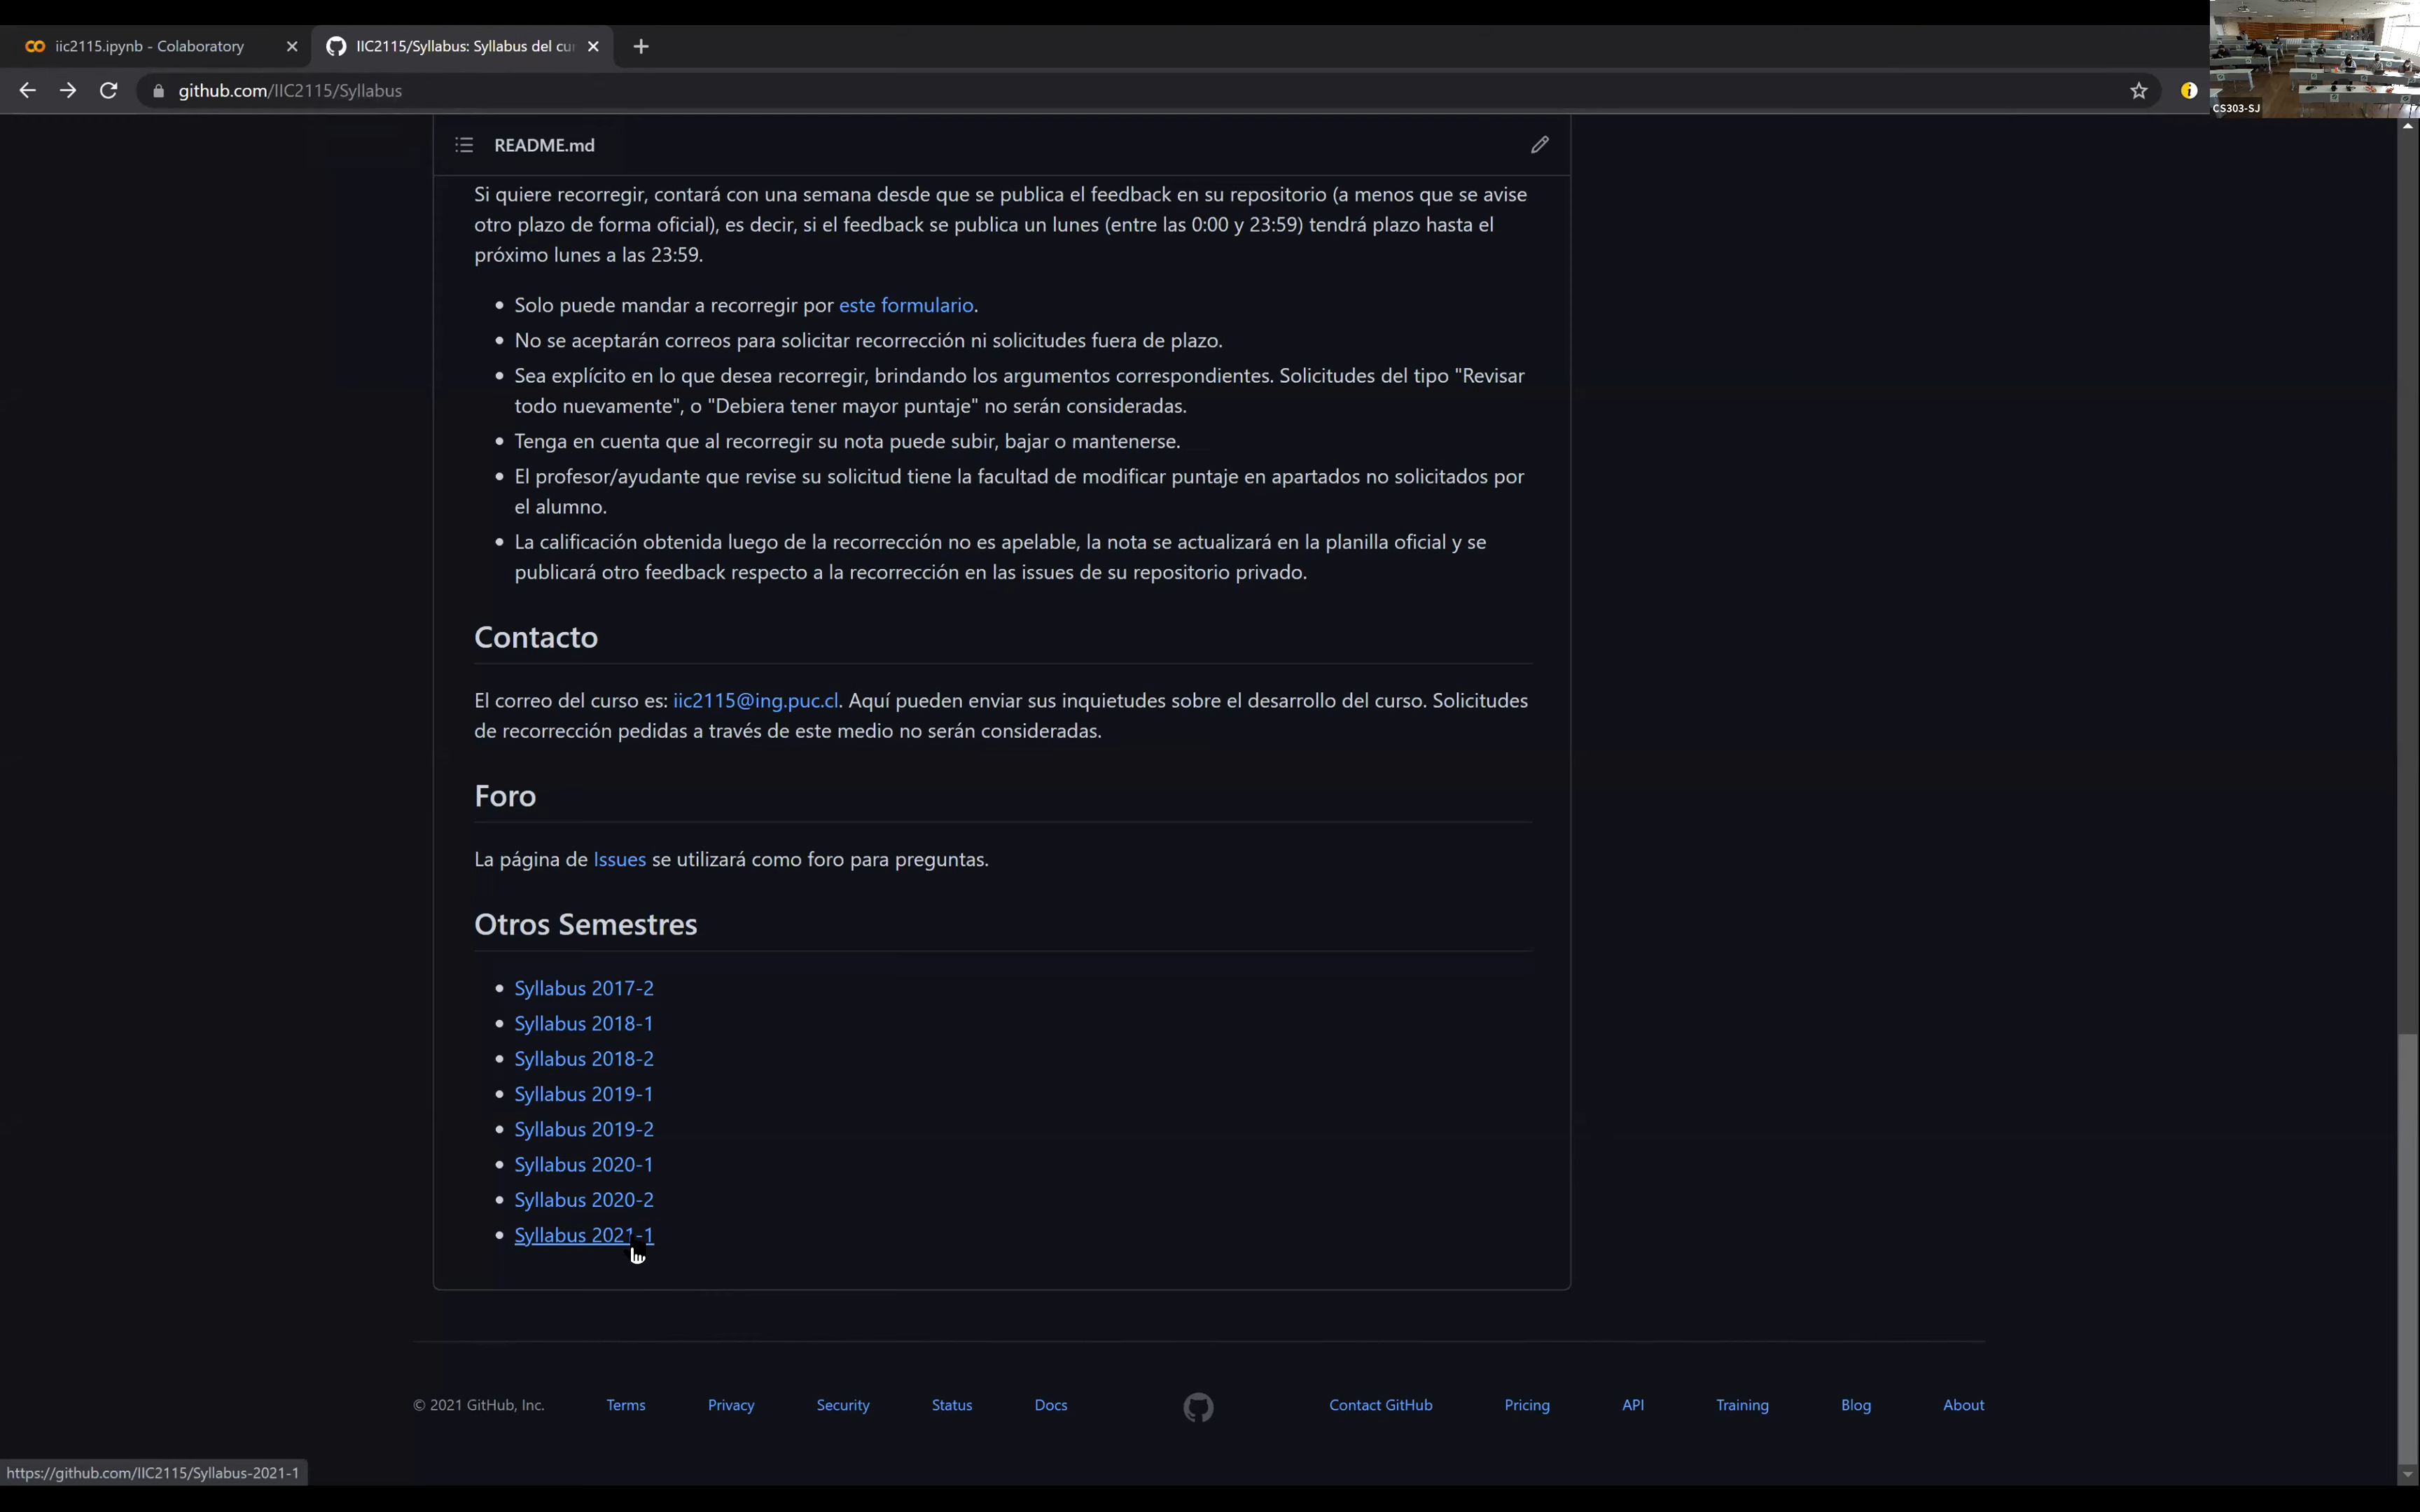 iic2115.ipynb - Colaboratory
IIC2115/Syllabus: Syllabus del cu
github.com/IIC2115/Syllabus
CS303-SJ
README.md
Si quiere recorregir, contará con una semana desde que se publica el feedback en su repositorio (a menos que se avise
otro plazo de forma oficial), es decir, si el feedback se publica un lunes (entre las 0:00 y 23:59) tendrá plazo hasta el
próximo lunes a las 23:59.
• Solo puede mandar a recorregir por este formulario.
• No se aceptarán correos para solicitar recorrección ni solicitudes fuera de plazo.
• Sea explícito en lo que desea recorregir, brindando los argumentos correspondientes. Solicitudes del tipo "Revisar
todo nuevamente", o "Debiera tener mayor puntaje" no serán consideradas.
• Tenga en cuenta que al recorregir su nota puede subir, bajar o mantenerse.
• El profesor/ayudante que revise su solicitud tiene la facultad de modificar puntaje en apartados no solicitados por
el alumno.
• La calificación obtenida luego de la recorrección no es apelable, la nota se actualizará en la planilla oficial y se
publicará otro feedback respecto a la recorrección en las issues de su repositorio privado.
Contacto
El correo del curso es: iic2115@ing.puc.cl. Aquí pueden enviar sus inquietudes sobre el desarrollo del curso. Solicitudes
de recorrección pedidas a través de este medio no serán consideradas.
Foro
La página de Issues se utilizará como foro para preguntas.
Otros Semestres
• Syllabus 2017-2
• Syllabus 2018-1
• Syllabus 2018-2
• Syllabus 2019-1
• Syllabus 2019-2
• Syllabus 2020-1
• Syllabus 2020-2
• Syllabus 2021-1
© 2021 GitHub, Inc. Terms Privacy Security Status Docs Contact GitHub Pricing API Training Blog About
https://github.com/IIC2115/Syllabus-2021-1